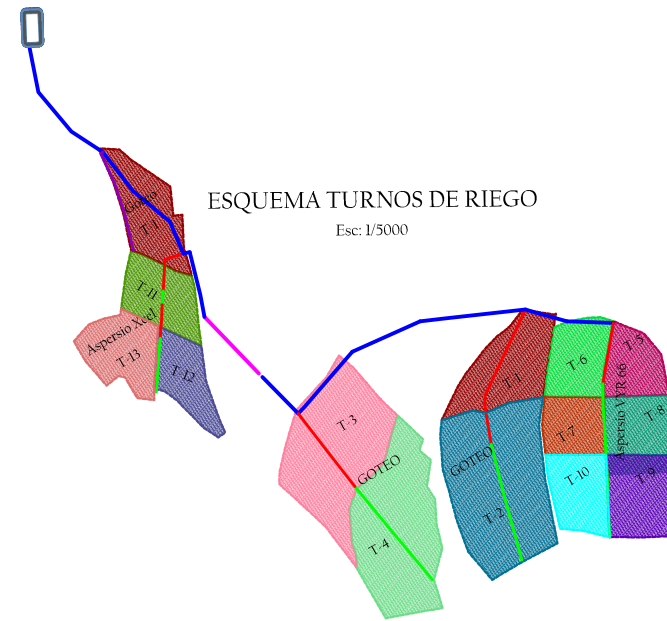 ESQUEMA TURNOS DE RIEGO
Esc: 1/5000
Goteo
T-1
T-11
Aspersio Xcel
T-13
T-12
T-3
GOTEO
T-4
T-1
GOTEO
T-2
T-6
T-5
Aspersio VYR 66
T-7
T-8
T-10
T-9